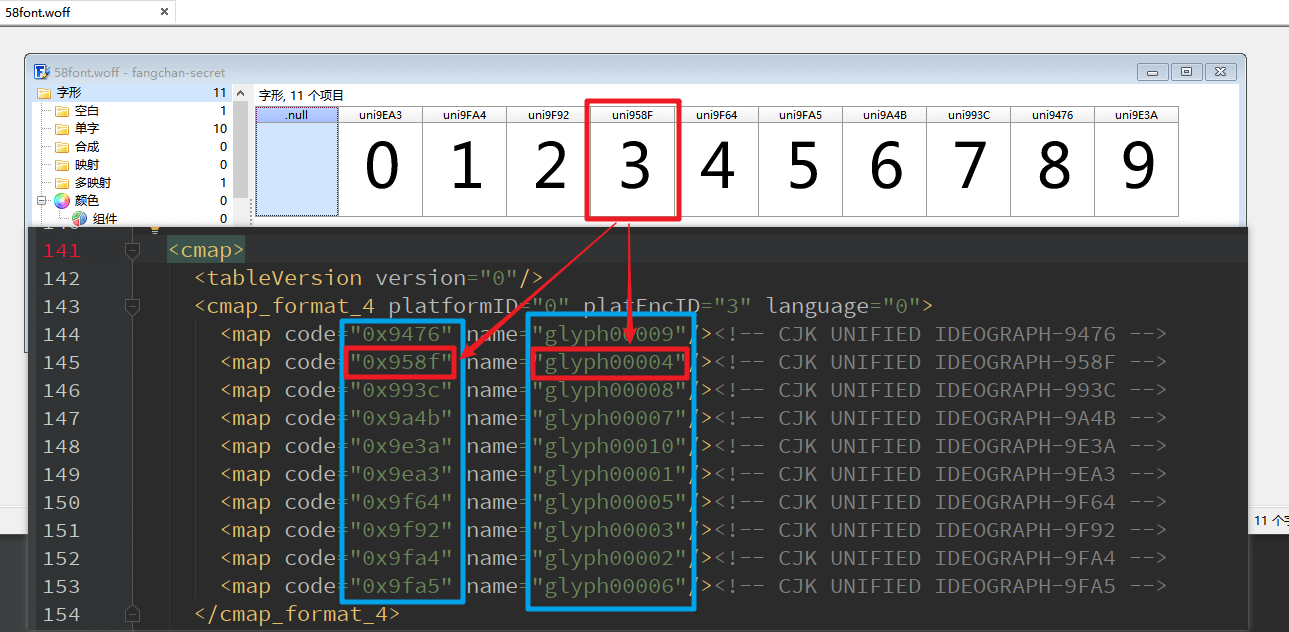 58font.woff
58font.woff - fangchan-secret
字形 11
空白 1
单字 10
合成 0
映射 0
多映射 1
颜色 0
组件 0
字形, 11 个项目
.null uni9EA3 uni9FA4 uni9F92 uni958F uni9F64 uni9FA5 uni9A4B uni993C uni9476 uni9E3A
0 1 2 3 4 5 6 7 8 9
141 <cmap>
142 <tableVersion version="0"/>
143 <cmap_format_4 platformID="0" platEncID="3" language="0">
144 <map code="0x9476" name="glyph00009"/><!-- CJK UNIFIED IDEOGRAPH-9476 -->
145 <map code="0x958f" name="glyph00004"/><!-- CJK UNIFIED IDEOGRAPH-958F -->
146 <map code="0x993c" name="glyph00008"/><!-- CJK UNIFIED IDEOGRAPH-993C -->
147 <map code="0x9a4b" name="glyph00007"/><!-- CJK UNIFIED IDEOGRAPH-9A4B -->
148 <map code="0x9e3a" name="glyph00010"/><!-- CJK UNIFIED IDEOGRAPH-9E3A -->
149 <map code="0x9ea3" name="glyph00001"/><!-- CJK UNIFIED IDEOGRAPH-9EA3 -->
150 <map code="0x9f64" name="glyph00005"/><!-- CJK UNIFIED IDEOGRAPH-9F64 -->
151 <map code="0x9f92" name="glyph00003"/><!-- CJK UNIFIED IDEOGRAPH-9F92 -->
152 <map code="0x9fa4" name="glyph00002"/><!-- CJK UNIFIED IDEOGRAPH-9FA4 -->
153 <map code="0x9fa5" name="glyph00006"/><!-- CJK UNIFIED IDEOGRAPH-9FA5 -->
154 </cmap_format_4>
11 个